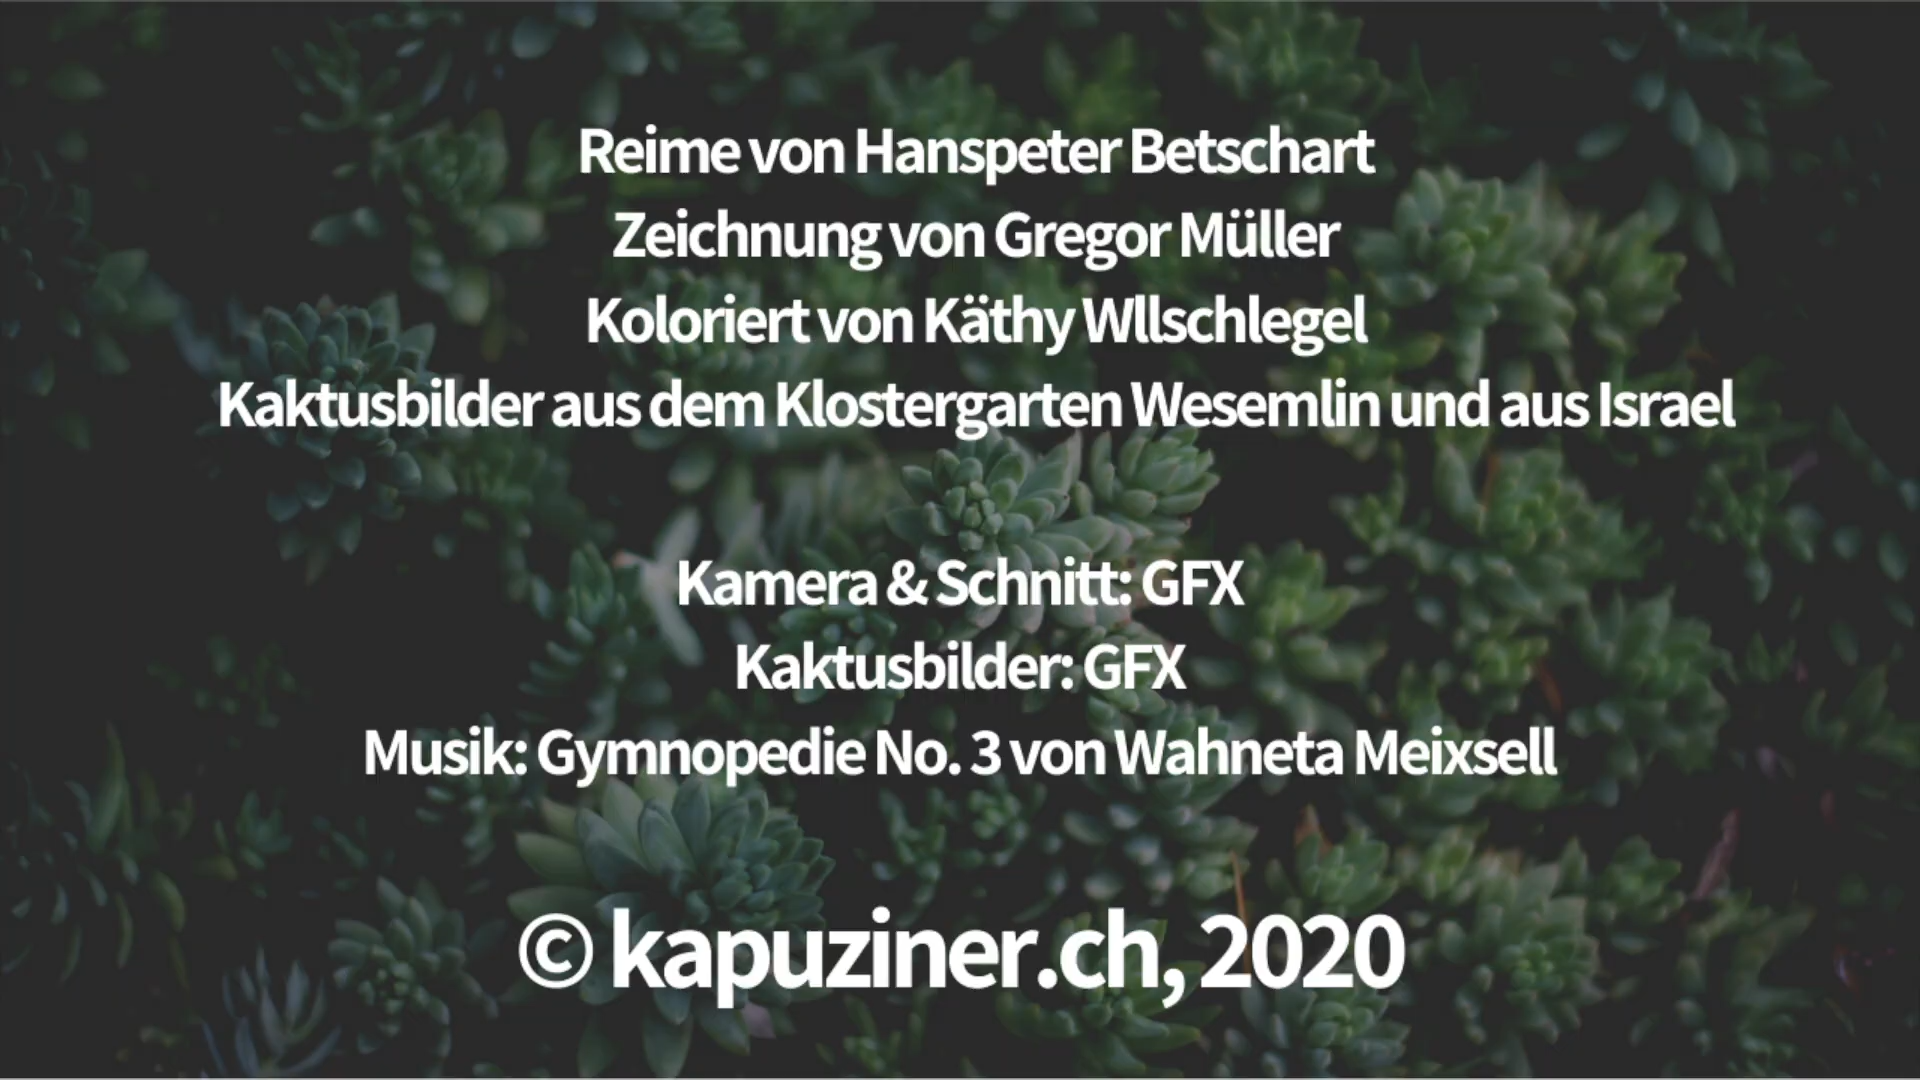 Reime von Hanspeter Betschart
Zeichnung von Gregor Müller
Koloriert von Käthy Wllschlegel
Kaktusbilder aus dem Klostergarten Wesemlin und aus Israel
Kamera & Schnitt: GFX
Kaktusbilder: GFX
Musik: Gymnopedie No. 3 von Wahneta Meixsell
© kapuziner.ch, 2020